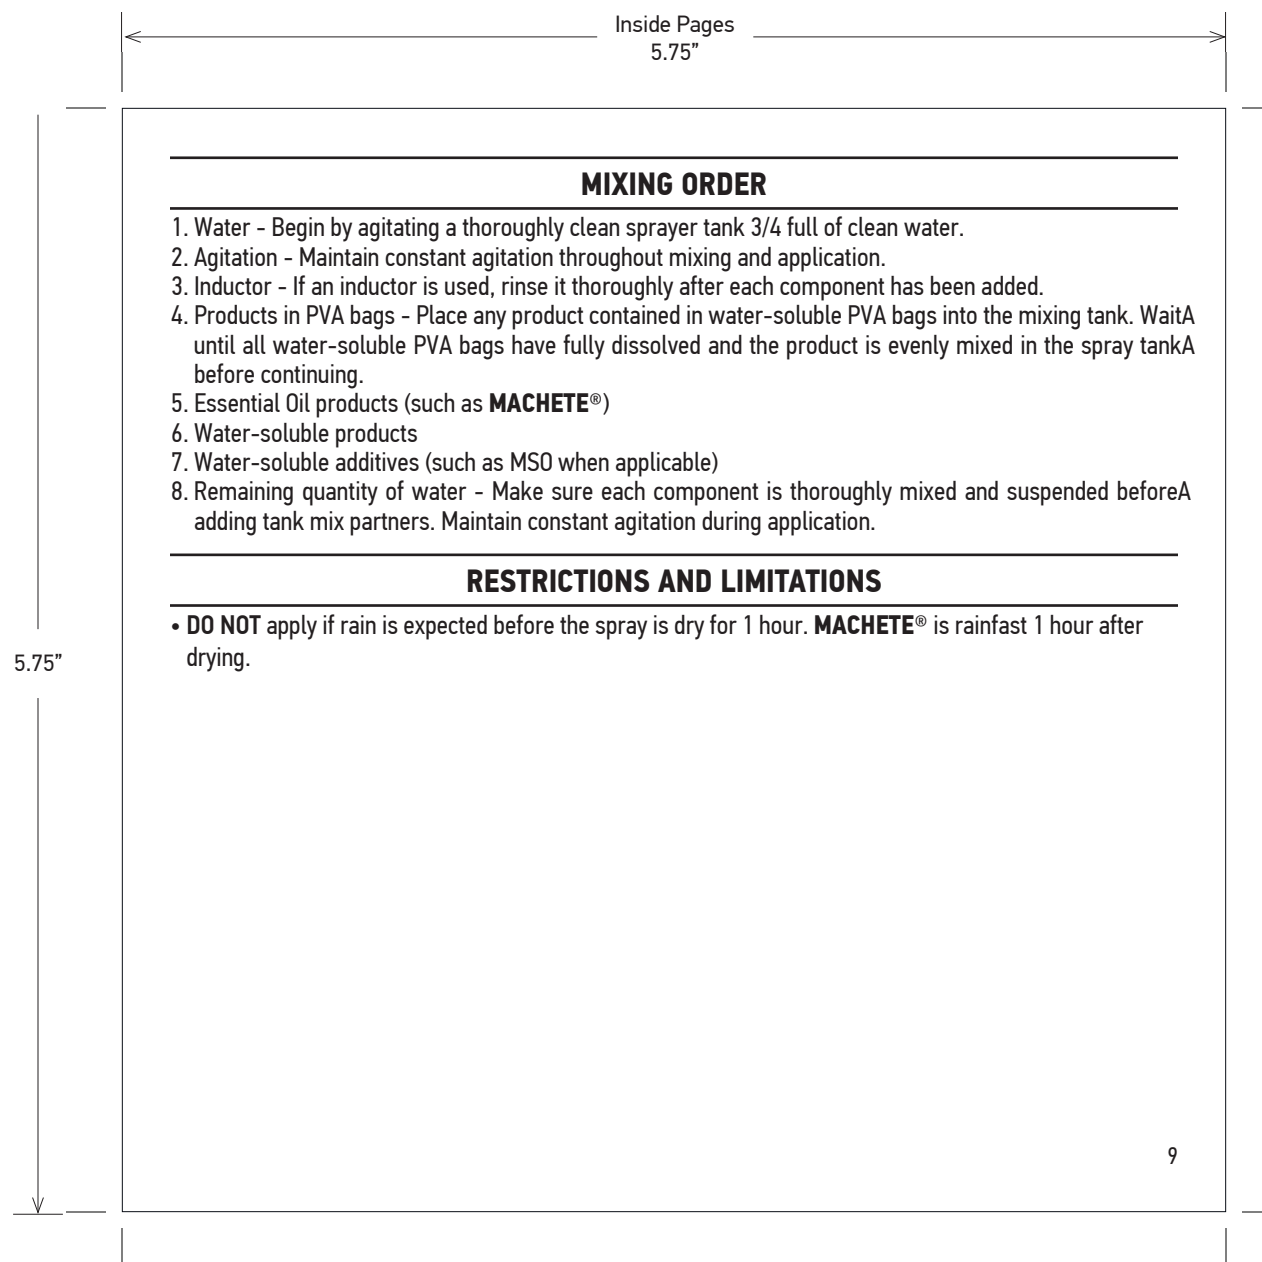 Inside Pages
5.75”
MIXING ORDER
1. Water - Begin by agitating a thoroughly clean sprayer tank 3/4 full of clean water.
2. Agitation - Maintain constant agitation throughout mixing and application.
3. Inductor - If an inductor is used, rinse it thoroughly after each component has been added.
4. Products in PVA bags - Place any product contained in water-soluble PVA bags into the mixing tank. WaitA
until all water-soluble PVA bags have fully dissolved and the product is evenly mixed in the spray tankA
before continuing.
5. Essential Oil products (such as MACHETE®)
6. Water-soluble products
7. Water-soluble additives (such as MSO when applicable)
8. Remaining quantity of water - Make sure each component is thoroughly mixed and suspended beforeA
adding tank mix partners. Maintain constant agitation during application.
RESTRICTIONS AND LIMITATIONS
• DO NOT apply if rain is expected before the spray is dry for 1 hour. MACHETE® is rainfast 1 hour after
drying.
5.75”
9